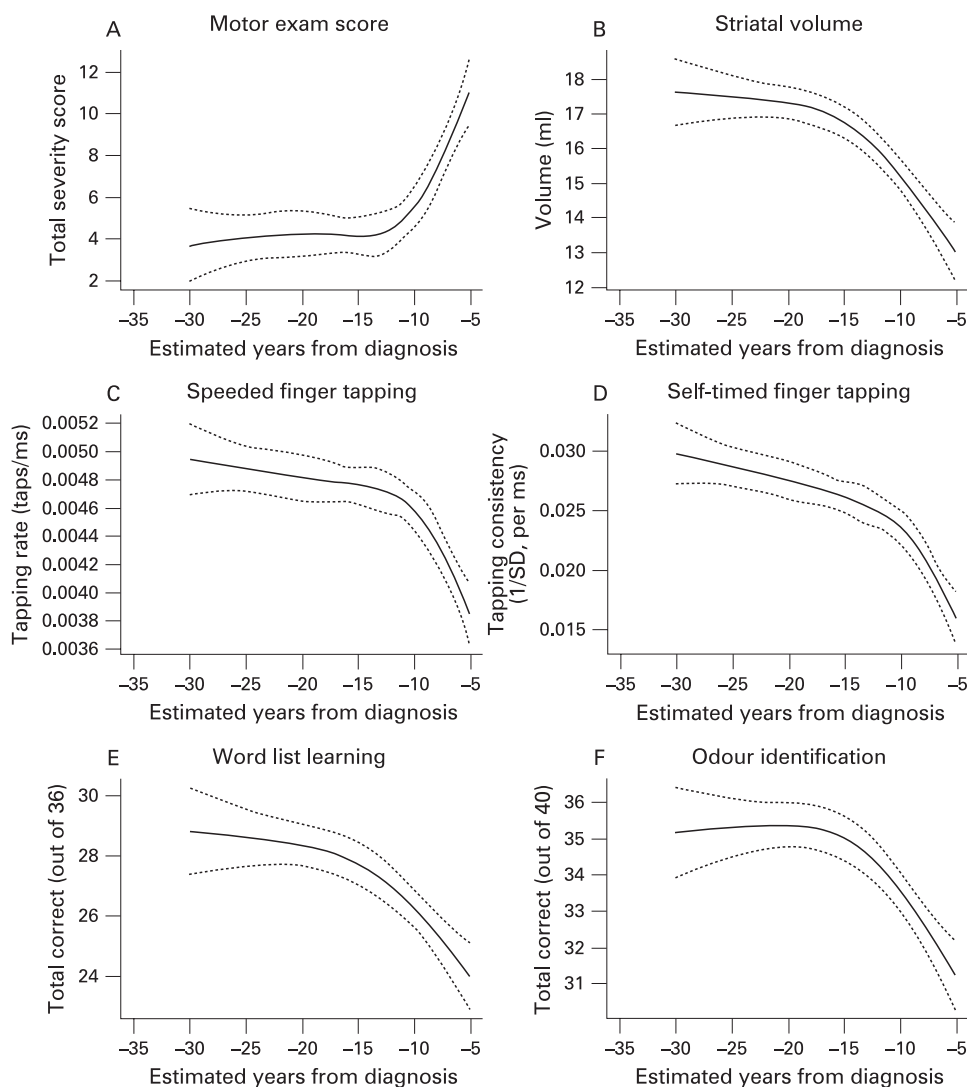 A Motor exam score
Total severity score
12
10
8
6
4
2
–35 –30 –25 –20 –15 –10 –5
Estimated years from diagnosis
B Striatal volume
Volume (ml)
18
17
16
15
14
13
12
–35 –30 –25 –20 –15 –10 –5
Estimated years from diagnosis
C Speeded finger tapping
Tapping rate (taps/ms)
0.0052
0.0050
0.0048
0.0046
0.0044
0.0042
0.0040
0.0038
0.0036
–35 –30 –25 –20 –15 –10 –5
Estimated years from diagnosis
D Self-timed finger tapping
Tapping consistency
(1/SD, per ms)
0.030
0.025
0.020
0.015
–35 –30 –25 –20 –15 –10 –5
Estimated years from diagnosis
E Word list learning
Total correct (out of 36)
30
28
26
24
–35 –30 –25 –20 –15 –10 –5
Estimated years from diagnosis
F Odour identification
Total correct (out of 40)
36
35
34
33
32
31
–35 –30 –25 –20 –15 –10 –5
Estimated years from diagnosis